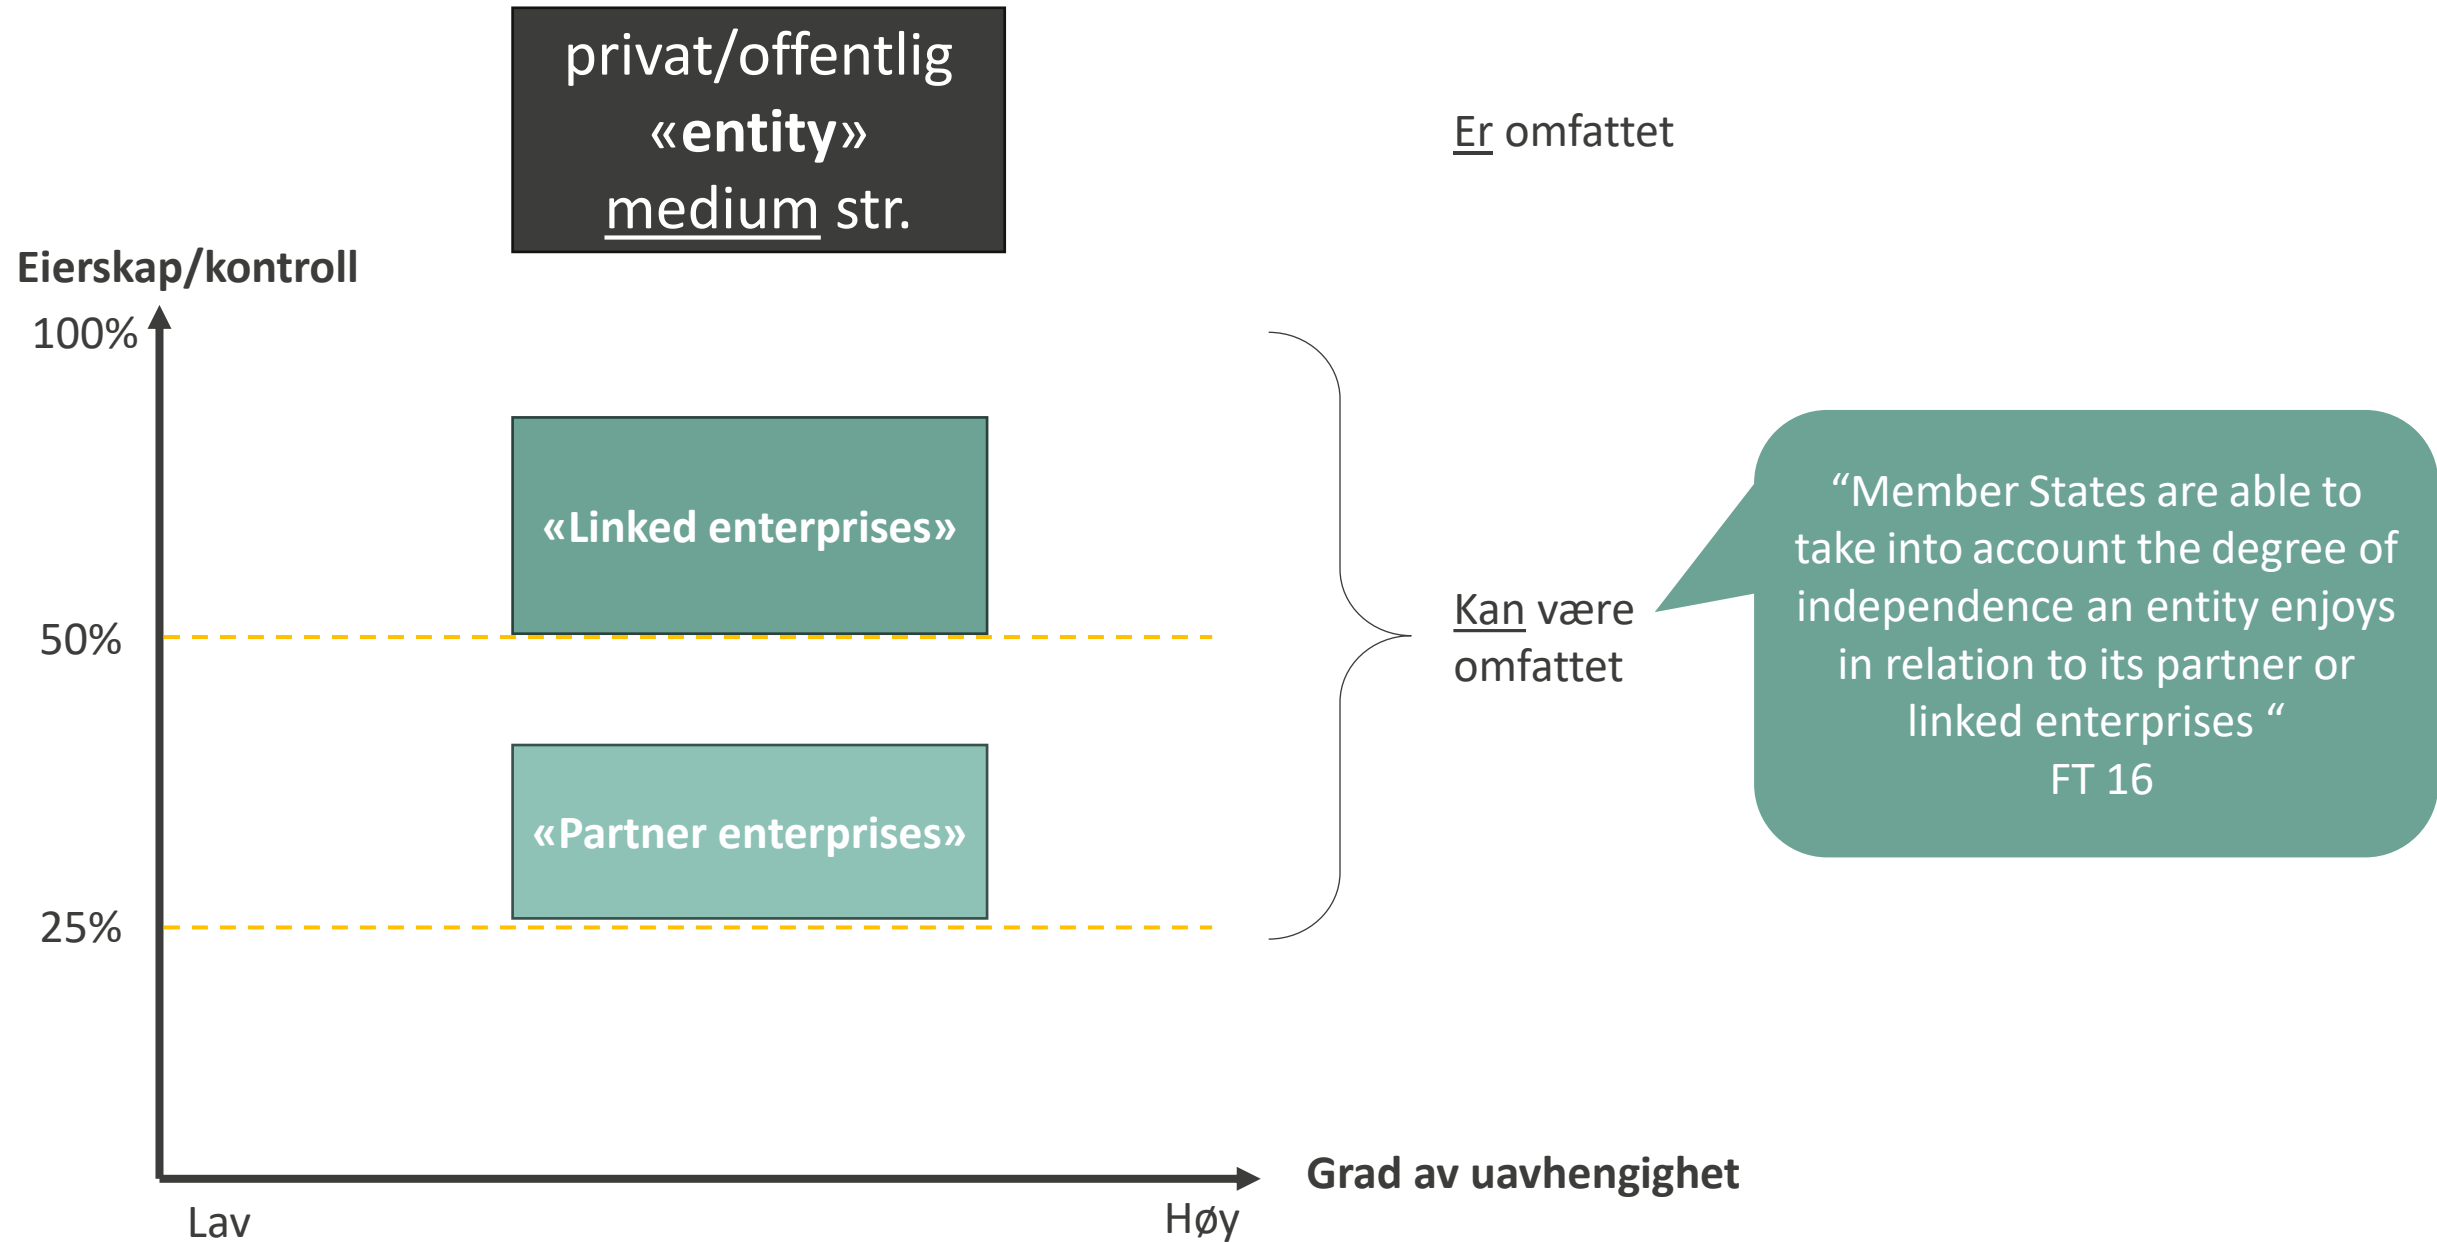 privat/offentlig
«entity»
medium str.
Er omfattet
Eierskap/kontroll
100%
«Linked enterprises»
50%
Kan være
omfattet
“Member States are able to
take into account the degree of
independence an entity enjoys
in relation to its partner or
linked enterprises “
FT 16
«Partner enterprises»
25%
Grad av uavhengighet
Lav
Høy